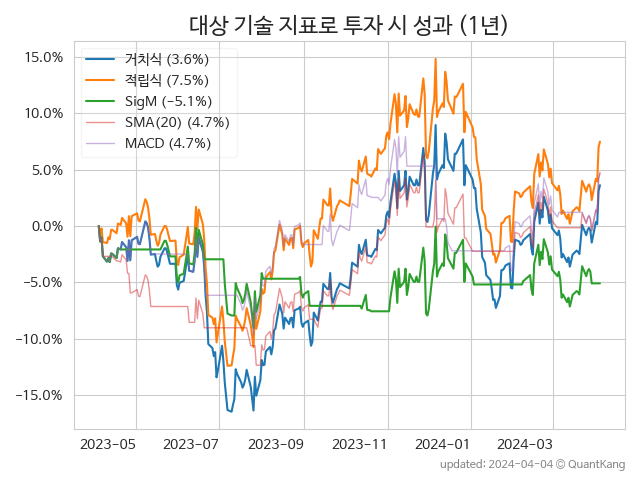 대상 기술 지표로 투자 시 성과 (1년)
거치식 (3.6%)
적립식 (7.5%)
SigM (−5.1%)
SMA(20) (4.7%)
MACD (4.7%)
15.0%
10.0%
5.0%
0.0%
−5.0%
−10.0%
−15.0%
2023-05 2023-07 2023-09 2023-11 2024-01 2024-03
updated: 2024-04-04 © QuantKang